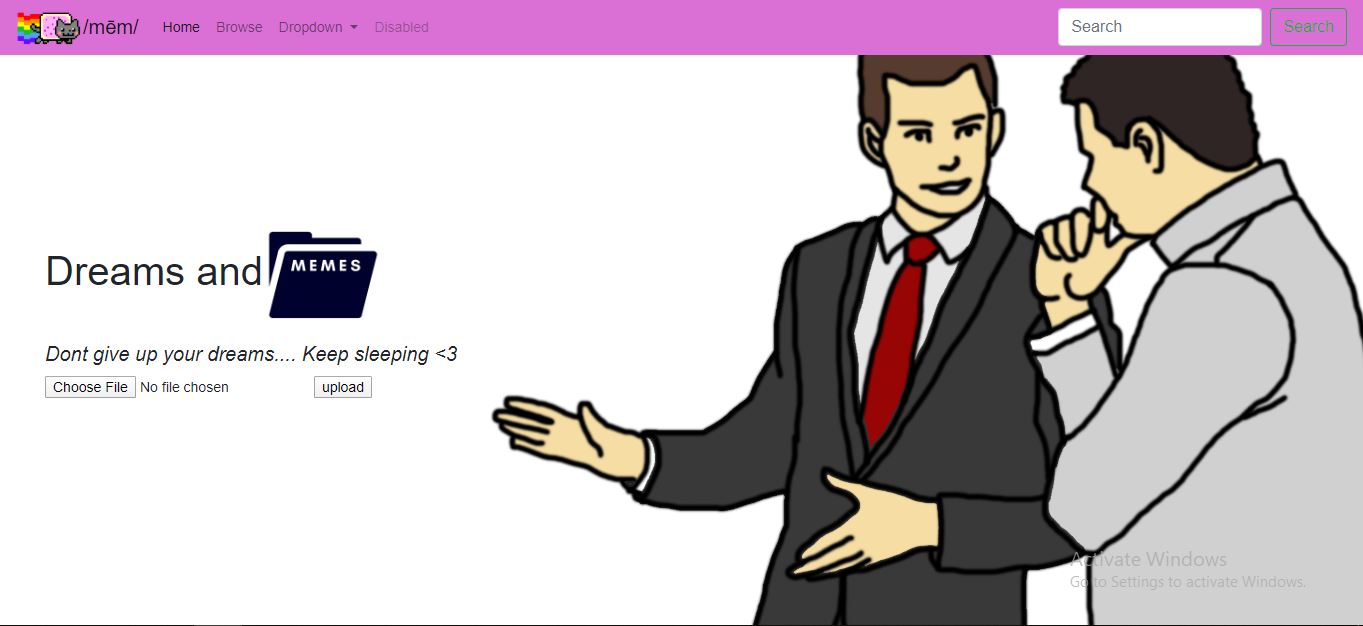 /mēm/ Home Browse Dropdown Disabled Search Search
Dreams and MEMES
Dont give up your dreams.... Keep sleeping <3
Choose File No file chosen upload
Activate Windows
Go to Settings to activate Windows.